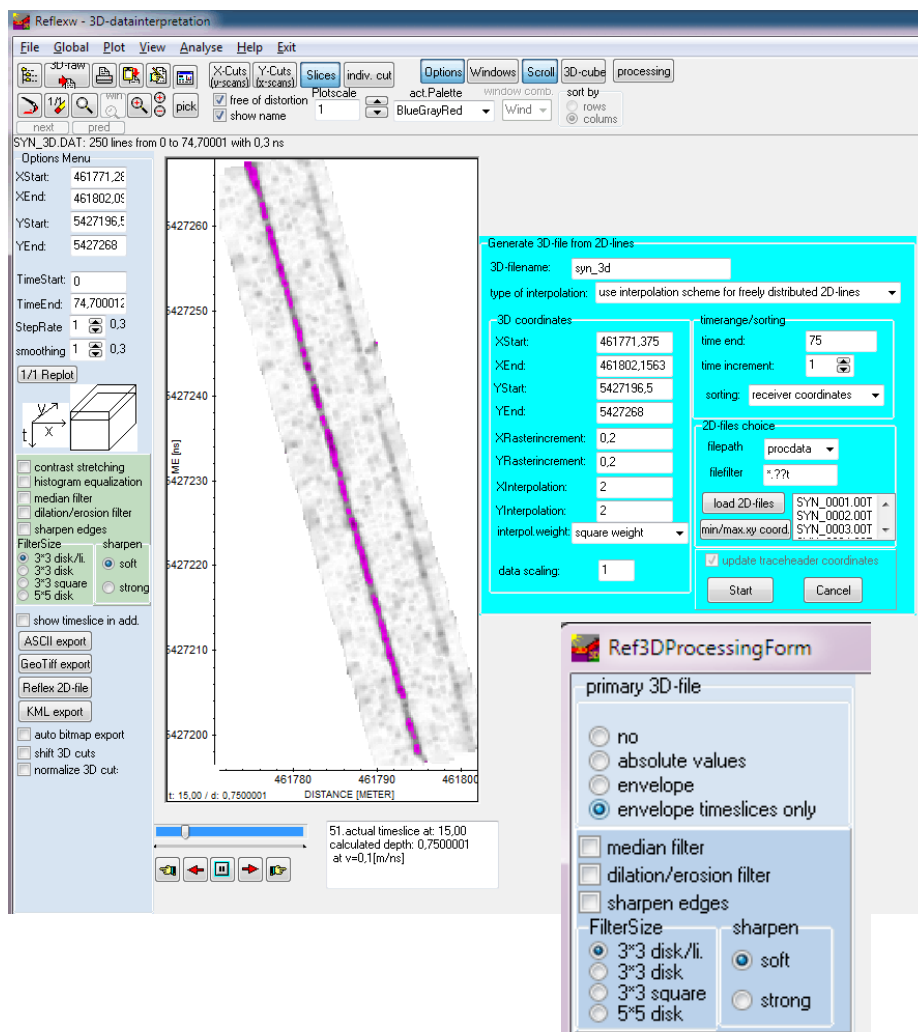 Reflexw - 3D-datainterpretation
File Global Plot View Analyse Help Exit
3D-raw
X-Cuts (y-scans)
Y-Cuts (x-scans)
Slices
indiv. cut
Options
Windows
Scroll
3D-cube
processing
1/1
win
pick
next
pred
free of distortion
show name
Plotscale
1
act.Palette
BlueGrayRed
window comb.
Wind
sort by
rows
colums
SYN_3D.DAT: 250 lines from 0 to 74,70001 with 0,3 ns
Options Menu
XStart: 461771,28
XEnd: 461802,09
YStart: 5427196,5
YEnd: 5427268
TimeStart: 0
TimeEnd: 74,700012
StepRate 1 0,3
smoothing 1 0,3
1/1 Replot
y
t x
contrast stretching
histogram equalization
median filter
dilation/erosion filter
sharpen edges
FilterSize
3*3 disk/li.
3*3 disk
3*3 square
5*5 disk
sharpen
soft
strong
show timeslice in add.
ASCII export
GeoTiff export
Reflex 2D-file
KML export
auto bitmap export
shift 3D cuts
normalize 3D cut:
5427260
5427250
5427240
ME [ns]
5427230
5427220
5427210
5427200
461780 461790 461800
t: 15,00 / d: 0,7500001 DISTANCE [METER]
51.actual timeslice at: 15,00
calculated depth: 0,7500001
at v=0,1[m/ns]
Generate 3D-file from 2D-lines
3D-filename: syn_3d
type of interpolation: use interpolation scheme for freely distributed 2D-lines
3D coordinates
XStart: 461771,375
XEnd: 461802,1563
YStart: 5427196,5
YEnd: 5427268
XRasterincrement: 0,2
YRasterincrement: 0,2
XInterpolation: 2
YInterpolation: 2
interpol.weight: square weight
data scaling: 1
timerange/sorting
time end: 75
time increment: 1
sorting: receiver coordinates
2D-files choice
filepath procdata
filefilter *.??t
load 2D-files
min/max.xy coord.
SYN_0001.00T
SYN_0002.00T
SYN_0003.00T
update traceheader coordinates
Start
Cancel
Ref3DProcessingForm
primary 3D-file
no
absolute values
envelope
envelope timeslices only
median filter
dilation/erosion filter
sharpen edges
FilterSize
3*3 disk/li.
3*3 disk
3*3 square
5*5 disk
sharpen
soft
strong